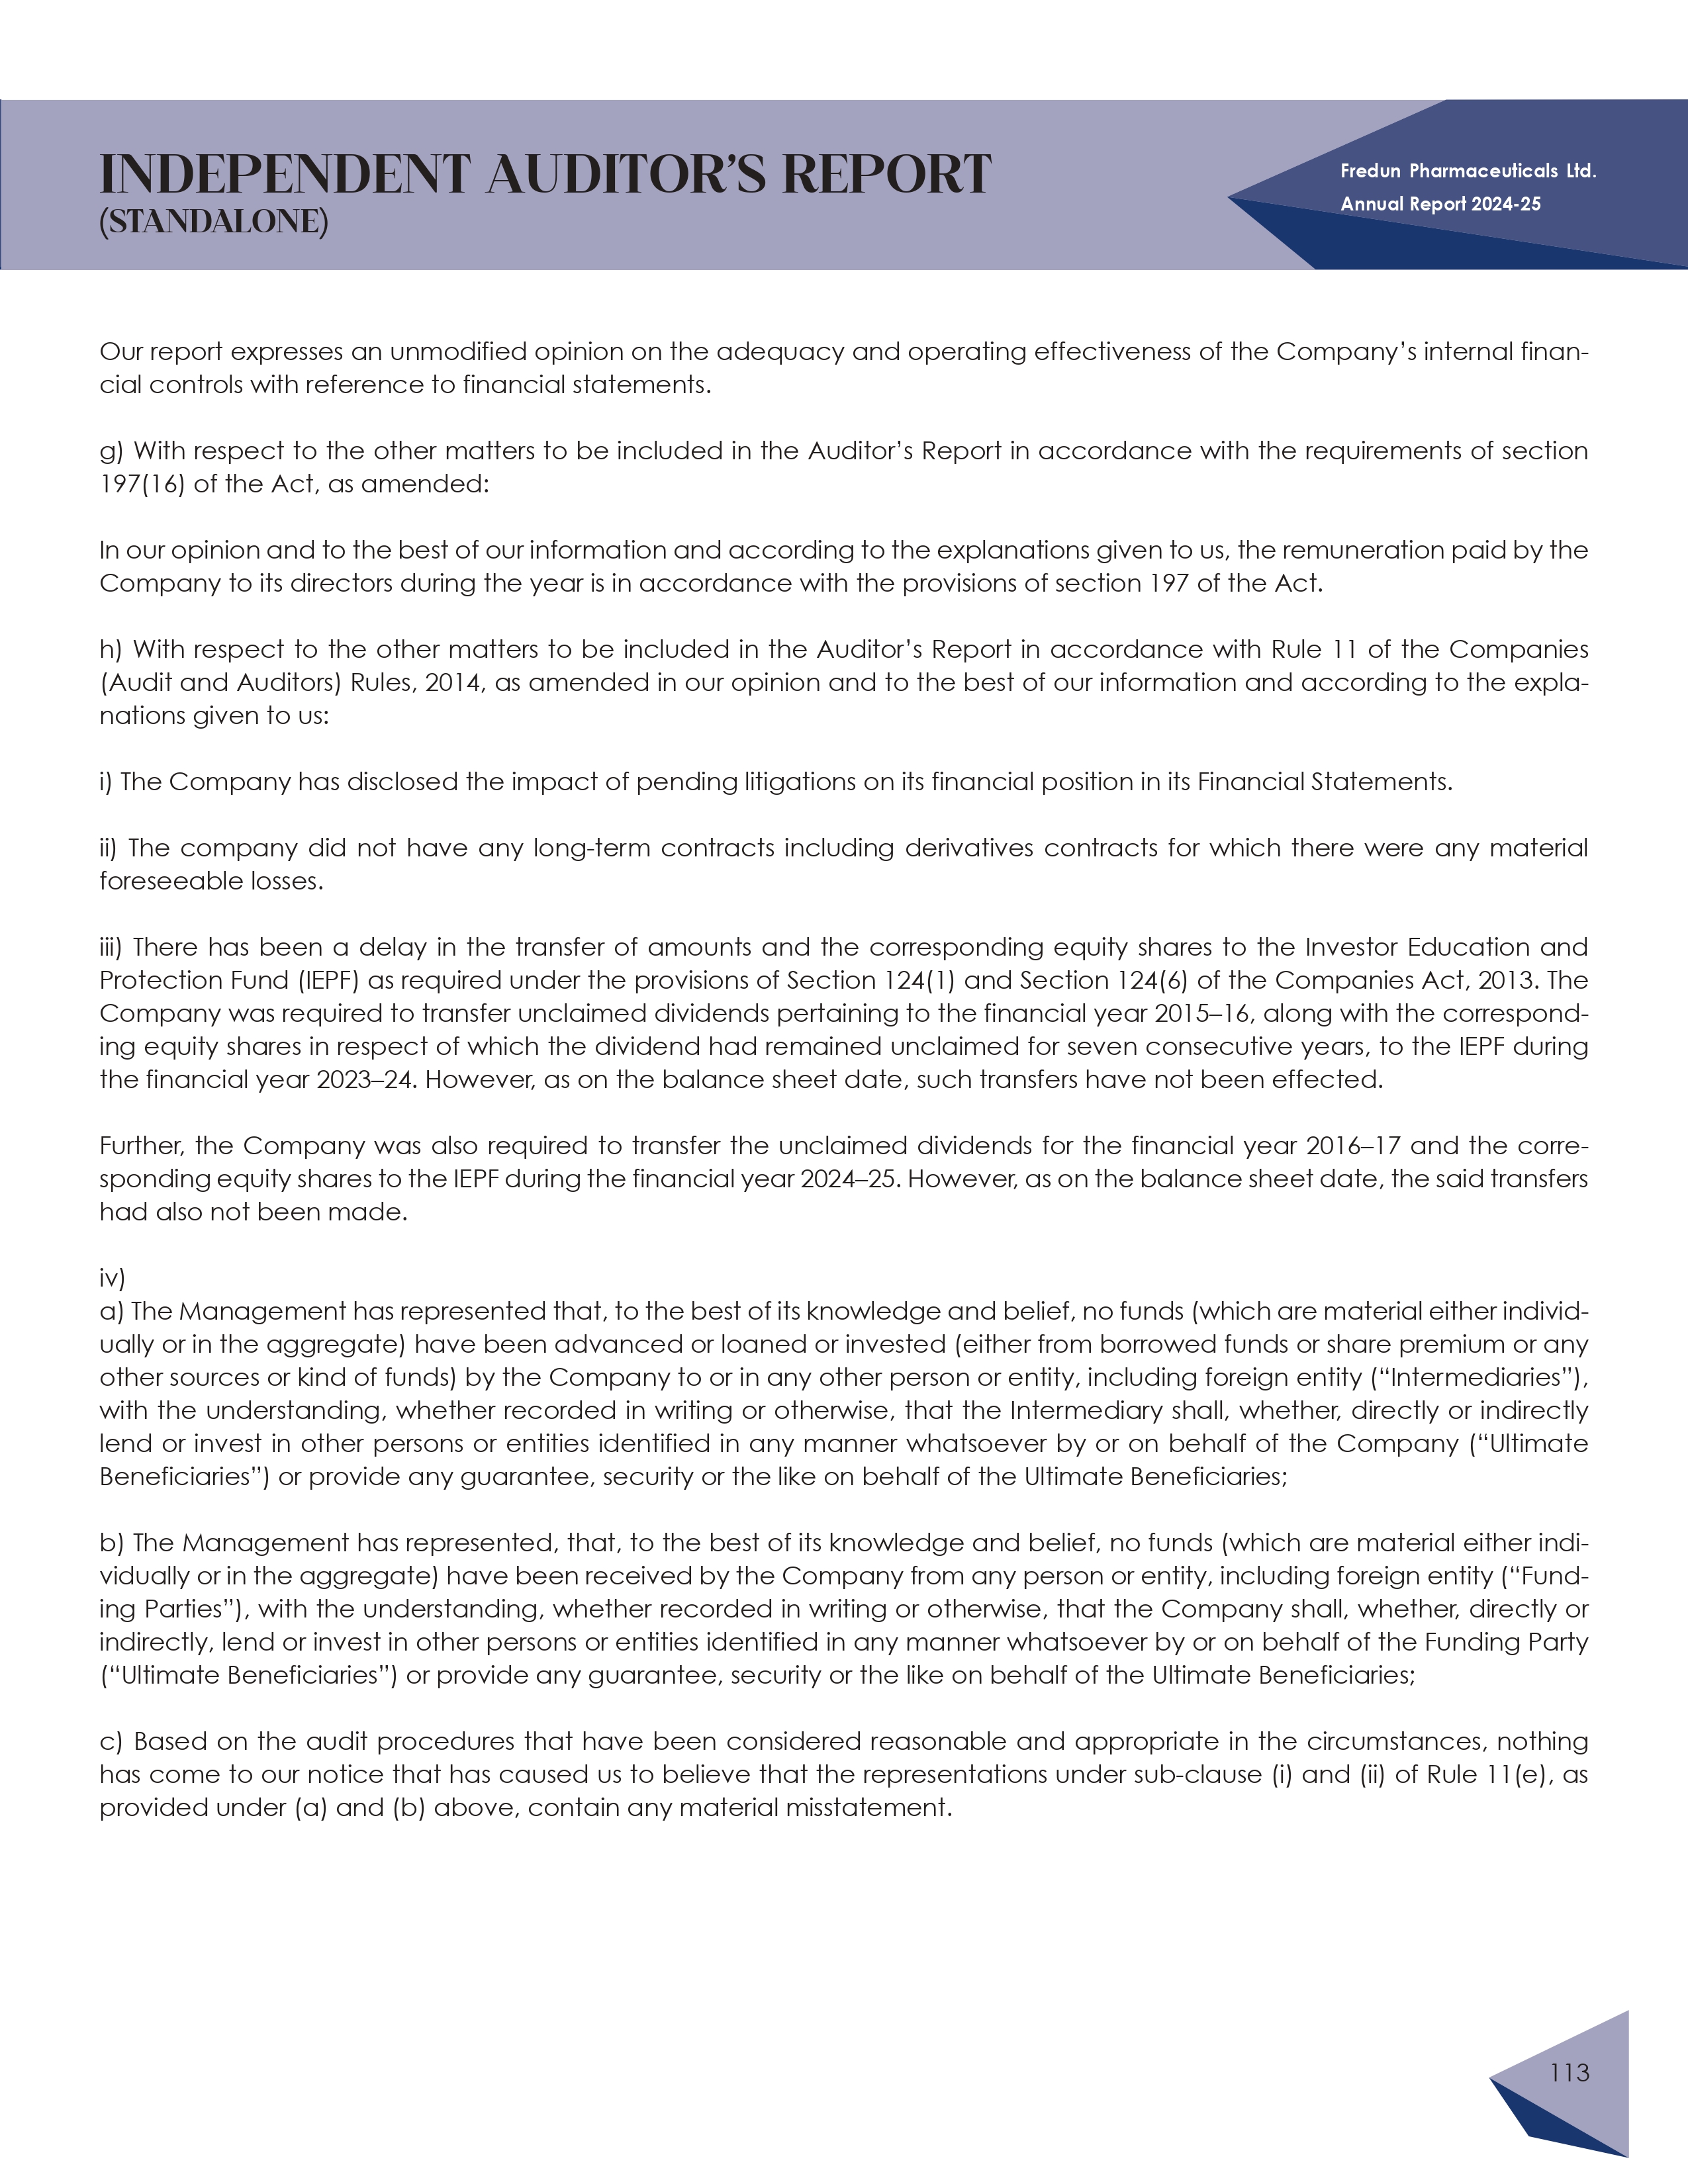 INDEPENDENT AUDITOR’S REPORT
(STANDALONE)
Fredun Pharmaceuticals Ltd.
Annual Report 2024-25
Our report expresses an unmodified opinion on the adequacy and operating effectiveness of the Company’s internal finan-
cial controls with reference to financial statements.
g) With respect to the other matters to be included in the Auditor’s Report in accordance with the requirements of section
197(16) of the Act, as amended:
In our opinion and to the best of our information and according to the explanations given to us, the remuneration paid by the
Company to its directors during the year is in accordance with the provisions of section 197 of the Act.
h) With respect to the other matters to be included in the Auditor’s Report in accordance with Rule 11 of the Companies
(Audit and Auditors) Rules, 2014, as amended in our opinion and to the best of our information and according to the expla-
nations given to us:
i) The Company has disclosed the impact of pending litigations on its financial position in its Financial Statements.
ii) The company did not have any long-term contracts including derivatives contracts for which there were any material
foreseeable losses.
iii) There has been a delay in the transfer of amounts and the corresponding equity shares to the Investor Education and
Protection Fund (IEPF) as required under the provisions of Section 124(1) and Section 124(6) of the Companies Act, 2013. The
Company was required to transfer unclaimed dividends pertaining to the financial year 2015–16, along with the correspond-
ing equity shares in respect of which the dividend had remained unclaimed for seven consecutive years, to the IEPF during
the financial year 2023–24. However, as on the balance sheet date, such transfers have not been effected.
Further, the Company was also required to transfer the unclaimed dividends for the financial year 2016–17 and the corre-
sponding equity shares to the IEPF during the financial year 2024–25. However, as on the balance sheet date, the said transfers
had also not been made.
iv)
a) The Management has represented that, to the best of its knowledge and belief, no funds (which are material either individ-
ually or in the aggregate) have been advanced or loaned or invested (either from borrowed funds or share premium or any
other sources or kind of funds) by the Company to or in any other person or entity, including foreign entity (“Intermediaries”),
with the understanding, whether recorded in writing or otherwise, that the Intermediary shall, whether, directly or indirectly
lend or invest in other persons or entities identified in any manner whatsoever by or on behalf of the Company (“Ultimate
Beneficiaries”) or provide any guarantee, security or the like on behalf of the Ultimate Beneficiaries;
b) The Management has represented, that, to the best of its knowledge and belief, no funds (which are material either indi-
vidually or in the aggregate) have been received by the Company from any person or entity, including foreign entity (“Fund-
ing Parties”), with the understanding, whether recorded in writing or otherwise, that the Company shall, whether, directly or
indirectly, lend or invest in other persons or entities identified in any manner whatsoever by or on behalf of the Funding Party
(“Ultimate Beneficiaries”) or provide any guarantee, security or the like on behalf of the Ultimate Beneficiaries;
c) Based on the audit procedures that have been considered reasonable and appropriate in the circumstances, nothing
has come to our notice that has caused us to believe that the representations under sub-clause (i) and (ii) of Rule 11(e), as
provided under (a) and (b) above, contain any material misstatement.
113